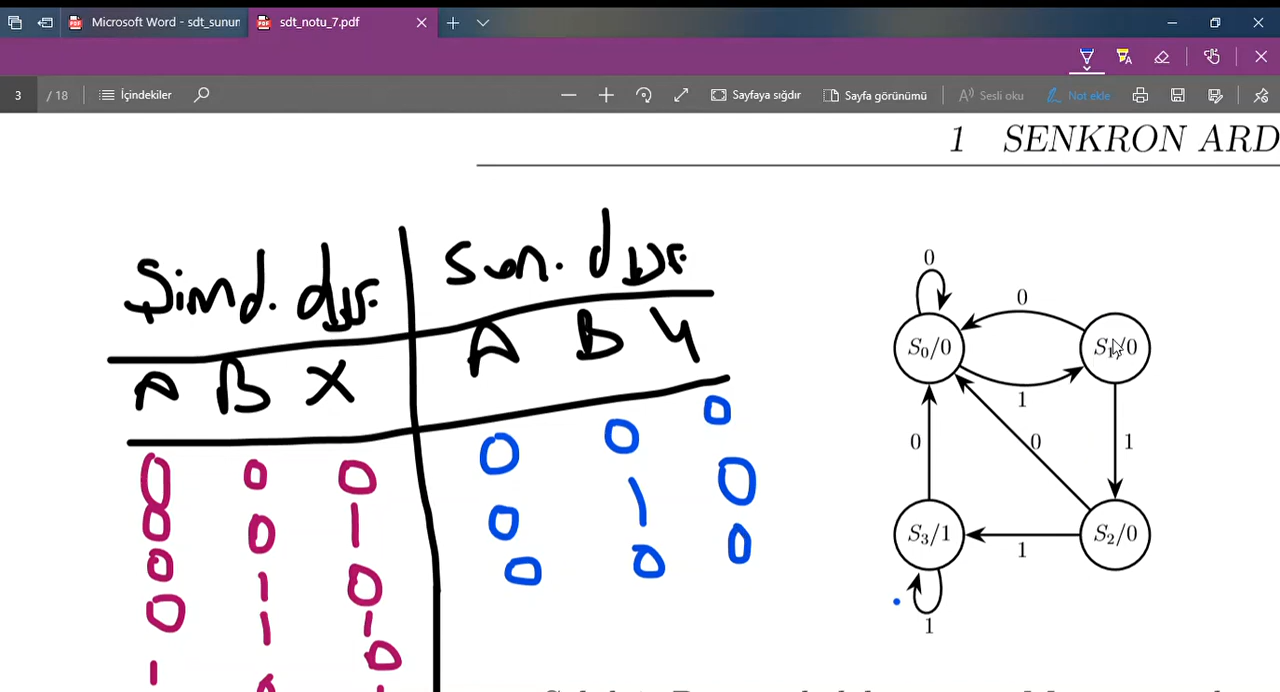 Microsoft Word - sdt_sunun sdt_notu_7.pdf
3 / 18 İçindekiler Sayfaya sığdır Sayfa görünümü Sesli oku Not ekle
1 SENKRON ARD
Şimd. dur. Son. dur.
A B X A B Y
0 0 0 0 0 0
0 0 1 0 1 0
0 1 0 0 0 0
0 1 1
1 0 0
0
0
S₀/0 S₁/0
1
0 0 1
S₃/1 S₂/0
1
1